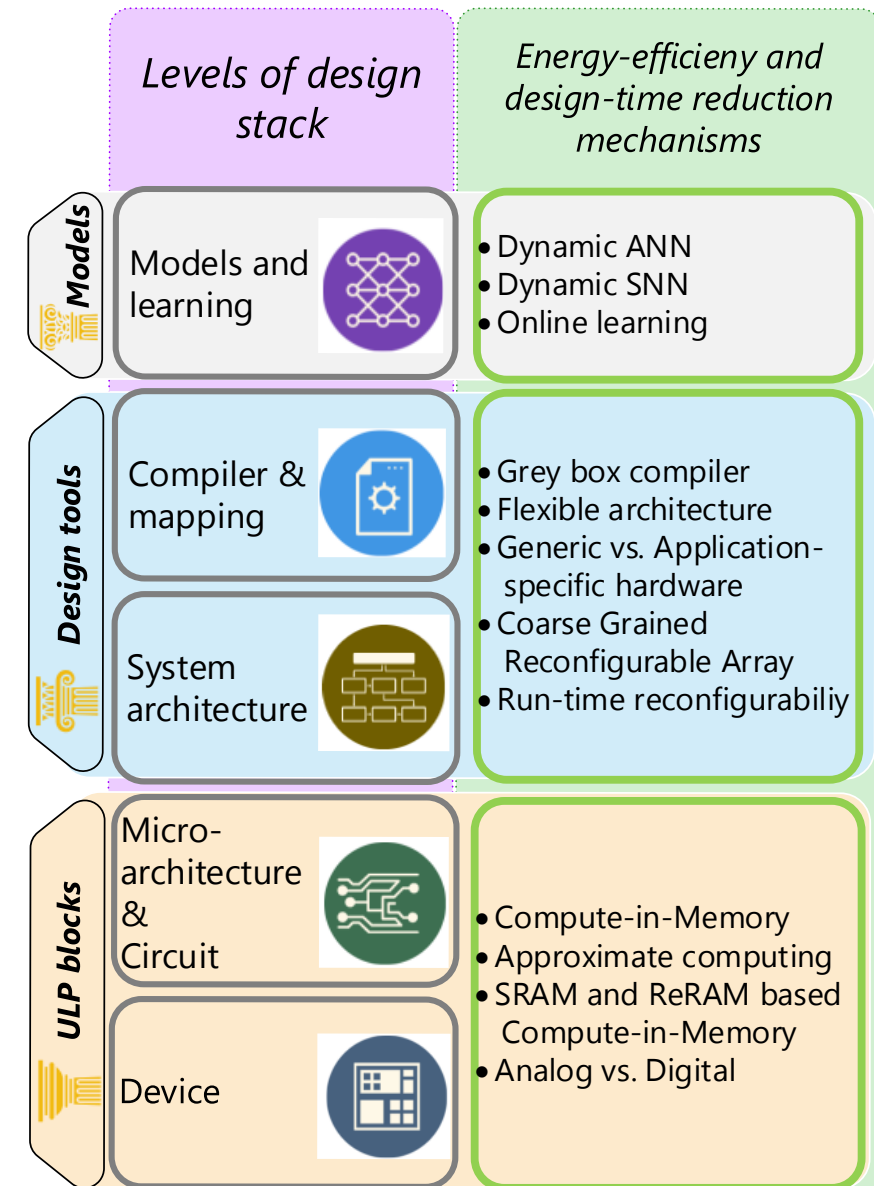 Levels of design
stack
Energy-efficieny and
design-time reduction
mechanisms
Models
Models and
learning
•Dynamic ANN
•Dynamic SNN
•Online learning
Design tools
Compiler &
mapping
System
architecture
•Grey box compiler
•Flexible architecture
•Generic vs. Application-
specific hardware
•Coarse Grained
Reconfigurable Array
•Run-time reconfigurabiliy
ULP blocks
Micro-
architecture
&
Circuit
Device
•Compute-in-Memory
•Approximate computing
•SRAM and ReRAM based
Compute-in-Memory
•Analog vs. Digital